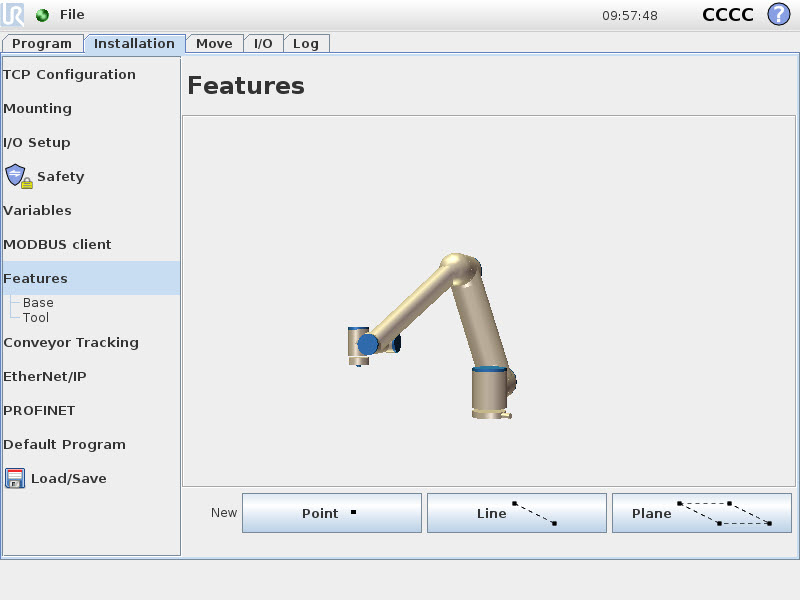 UR
File
09:57:48
CCCC
?
Program
Installation
Move
I/O
Log
TCP Configuration
Mounting
I/O Setup
Safety
Variables
MODBUS client
Features
Base
Tool
Conveyor Tracking
EtherNet/IP
PROFINET
Default Program
Load/Save
Features
New
Point
Line
Plane